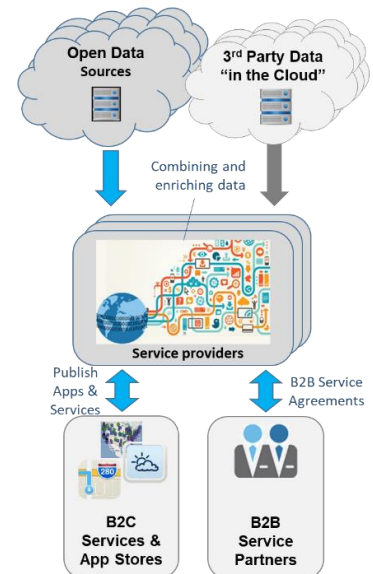 Open Data
Sources
3rd Party Data
“in the Cloud”
Combining and
enriching data
Service providers
Publish
Apps &
Services
B2B Service
Agreements
280
B2C
Services &
App Stores
B2B
Service
Partners